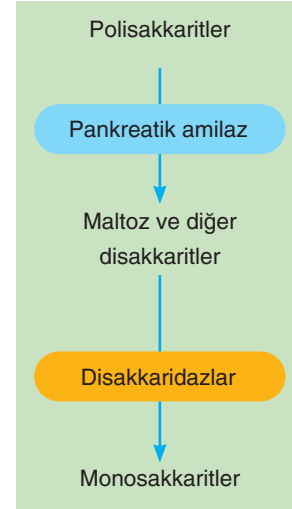 Polisakkaritler
Pankreatik amilaz
Maltoz ve diğer
disakkaritler
Disakkaridazlar
Monosakkaritler